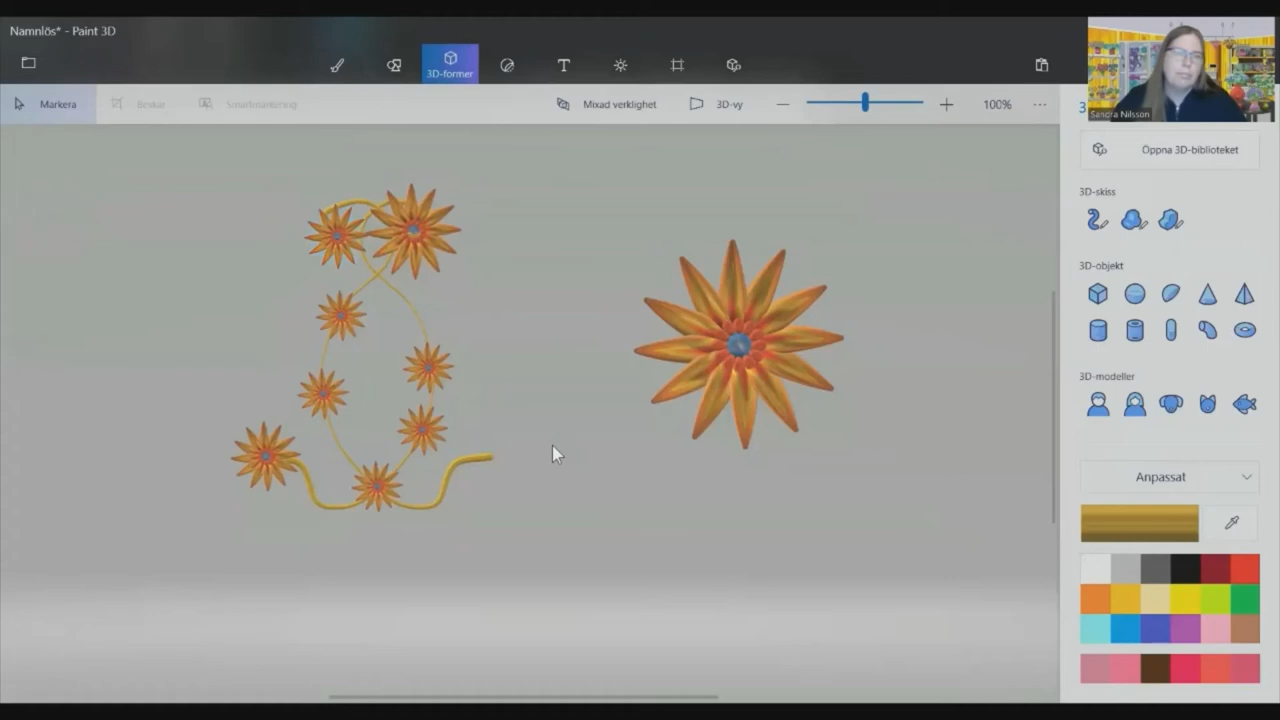 Namnlös* - Paint 3D
3D-former
Markera
Beskär
Smartmarkering
Mixad verklighet
3D-vy
100%
Sandra Nilsson
Öppna 3D-biblioteket
3D-skiss
3D-objekt
3D-modeller
Anpassat